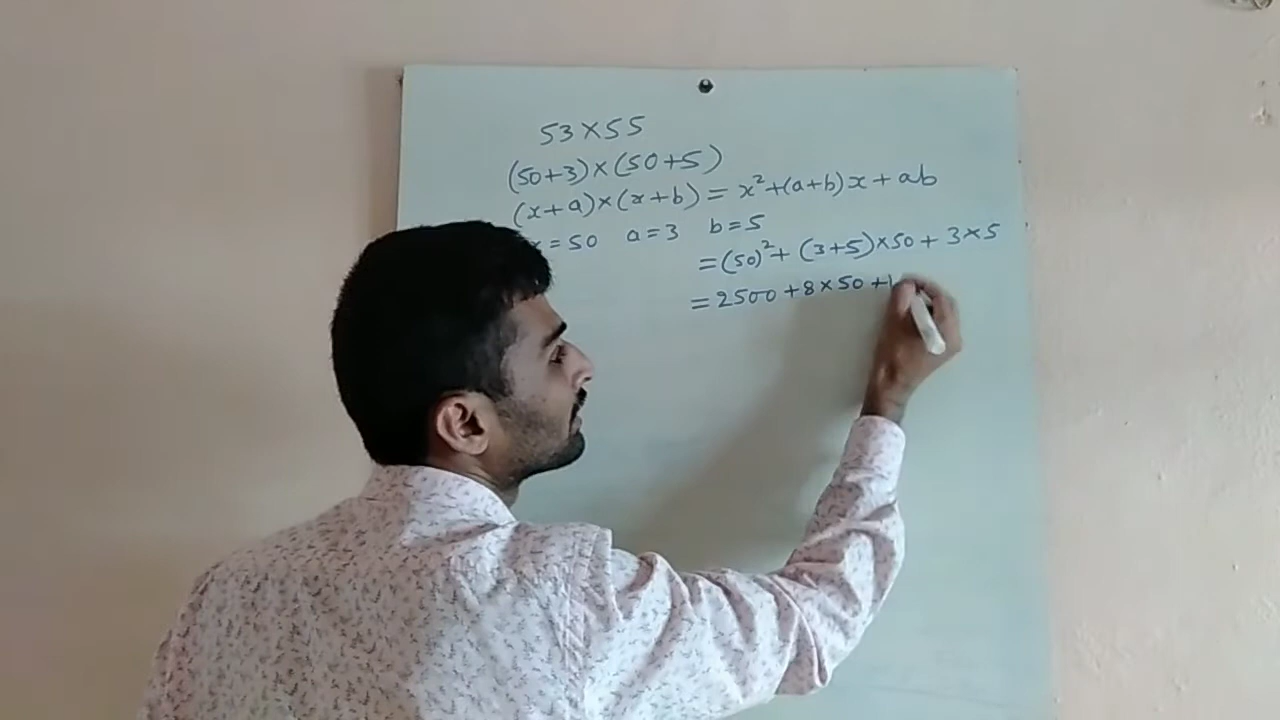 53×55
(50+3)×(50+5)
(x+a)×(x+b) = x²+(a+b)x+ab
x=50 a=3 b=5
=(50)²+(3+5)×50+3×5
=2500+8×50+1